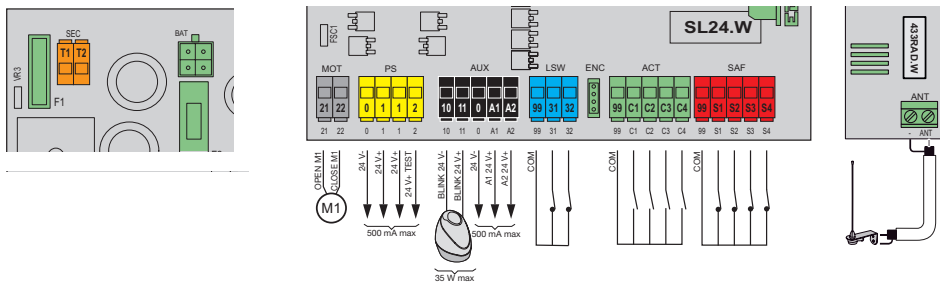 SEC
T1 T2
BAT
VR3
F1
FSC1
SL24.W
MOT PS AUX LSW ENC ACT SAF
21 22 0 1 1 2 10 11 0 A1 A2 99 31 32 99 C1 C2 C3 C4 99 S1 S2 S3 S4
21 22 0 1 1 2 10 11 0 A1 A2 99 31 32 99 C1 C2 C3 C4 99 S1 S2 S3 S4
OPEN M1
CLOSE M1
24 V-
24 V+
24 V+
24 V+ TEST
BLINK 24 V-
BLINK 24 V+
24 V-
A1 24 V+
A2 24 V+
COM
COM
COM
M1
500 mA max
500 mA max
35 W max
433RAD.W
ANT
- ANT